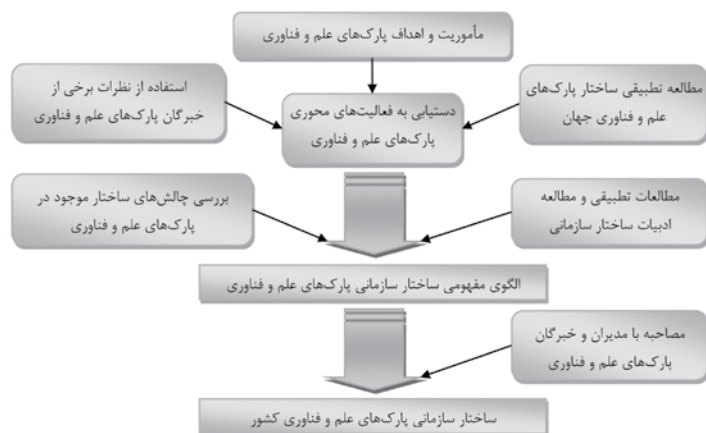 مأموریت و اهداف پارک‌های علم و فناوری
مطالعه تطبیقی ساختار پارک‌های
علم و فناوری جهان
دستیابی به فعالیت‌های محوری
پارک‌های علم و فناوری
استفاده از نظرات برخی از
خبرگان پارک‌های علم و فناوری
مطالعات تطبیقی و مطالعه
ادبیات ساختار سازمانی
بررسی چالش‌های ساختار موجود در
پارک‌های علم و فناوری
الگوی مفهومی ساختار سازمانی پارک‌های علم و فناوری
مصاحبه با مدیران و خبرگان
پارک‌های علم و فناوری
ساختار سازمانی پارک‌های علم و فناوری کشور